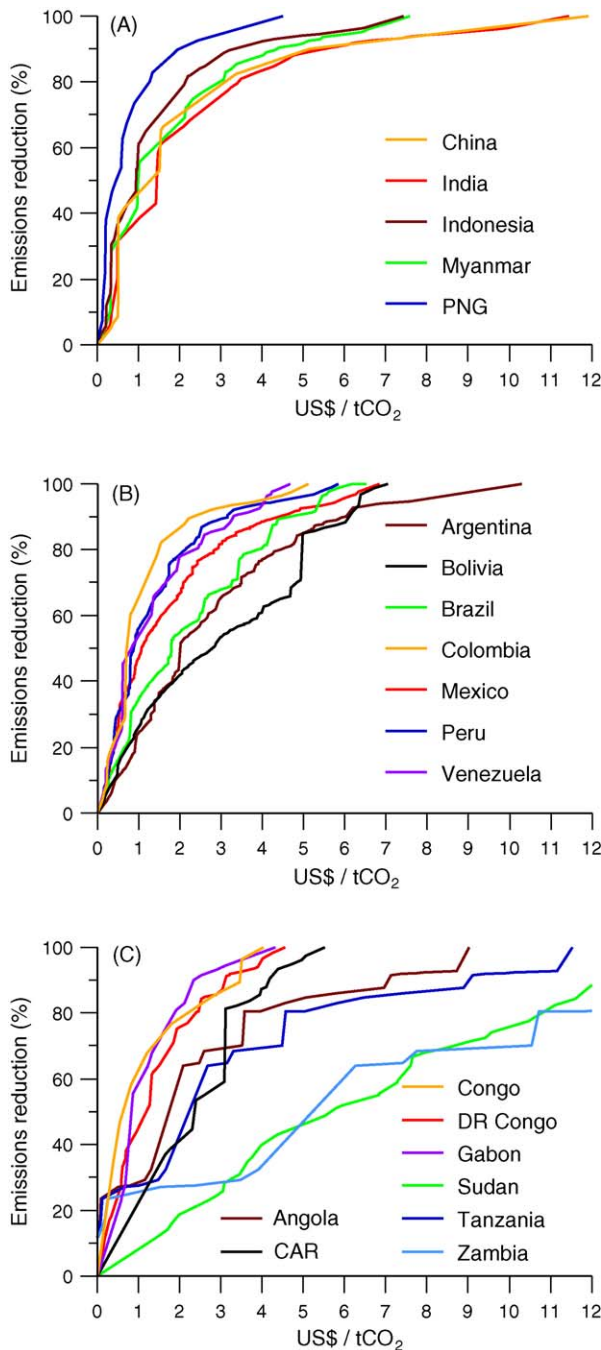 (A)
Emissions reduction (%)
100
80
60
40
20
0
China
India
Indonesia
Myanmar
PNG
0 1 2 3 4 5 6 7 8 9 10 11 12
US$ / tCO₂
(B)
Emissions reduction (%)
100
80
60
40
20
0
Argentina
Bolivia
Brazil
Colombia
Mexico
Peru
Venezuela
0 1 2 3 4 5 6 7 8 9 10 11 12
US$ / tCO₂
(C)
Emissions reduction (%)
100
80
60
40
20
0
Angola
CAR
Congo
DR Congo
Gabon
Sudan
Tanzania
Zambia
0 1 2 3 4 5 6 7 8 9 10 11 12
US$ / tCO₂